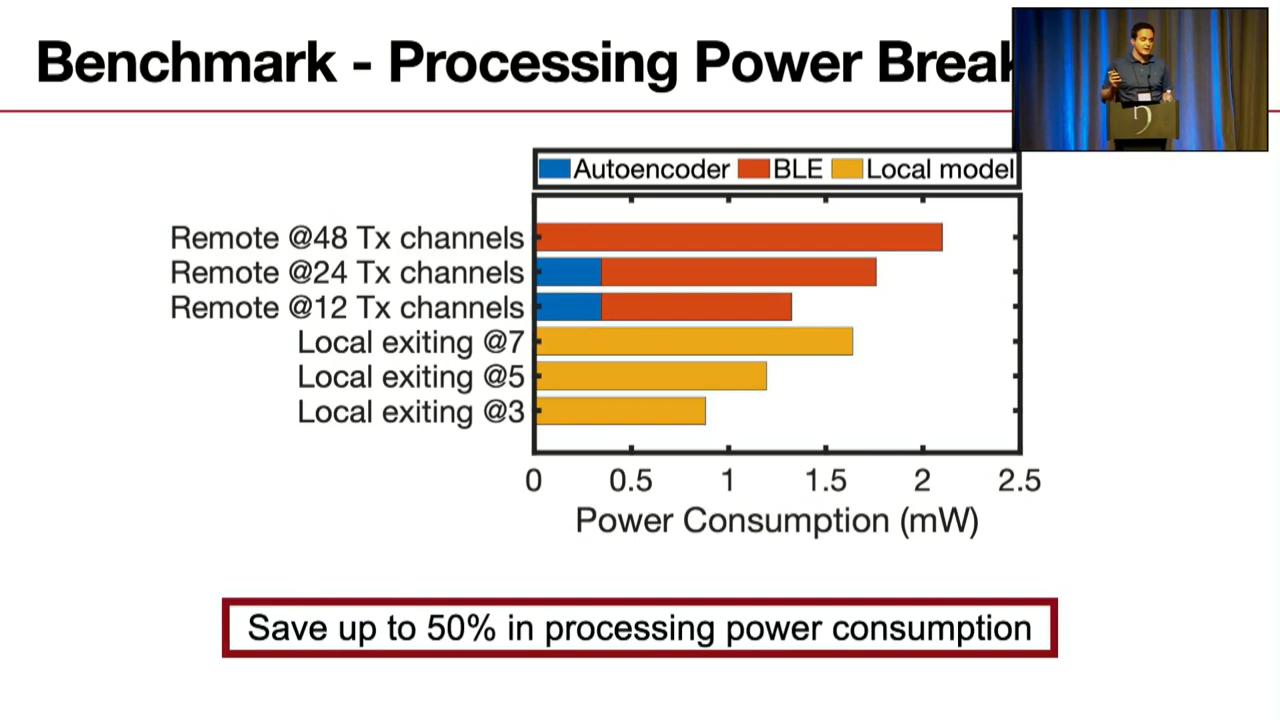 Benchmark - Processing Power Break
Autoencoder BLE Local model
Remote @48 Tx channels
Remote @24 Tx channels
Remote @12 Tx channels
Local exiting @7
Local exiting @5
Local exiting @3
0 0.5 1 1.5 2 2.5
Power Consumption (mW)
Save up to 50% in processing power consumption